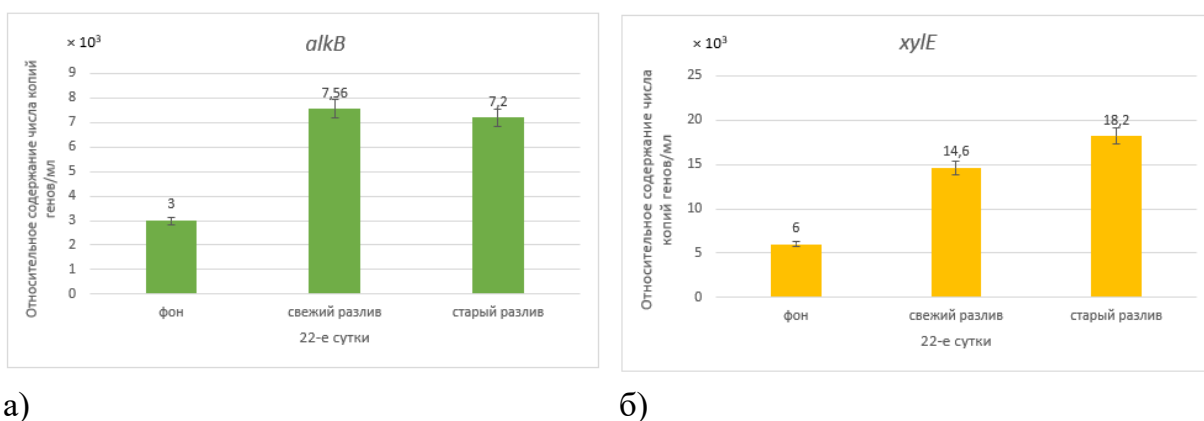 × 10³
alkB
Относительное содержание числа копий
генов/мл
9
8
7
6
5
4
3
2
1
0
3
7,56
7,2
фон
свежий разлив
старый разлив
22-е сутки
а)
× 10³
xylE
Относительное содержание числа
копий генов/мл
25
20
15
10
5
0
6
14,6
18,2
фон
свежий разлив
старый разлив
22-е сутки
б)